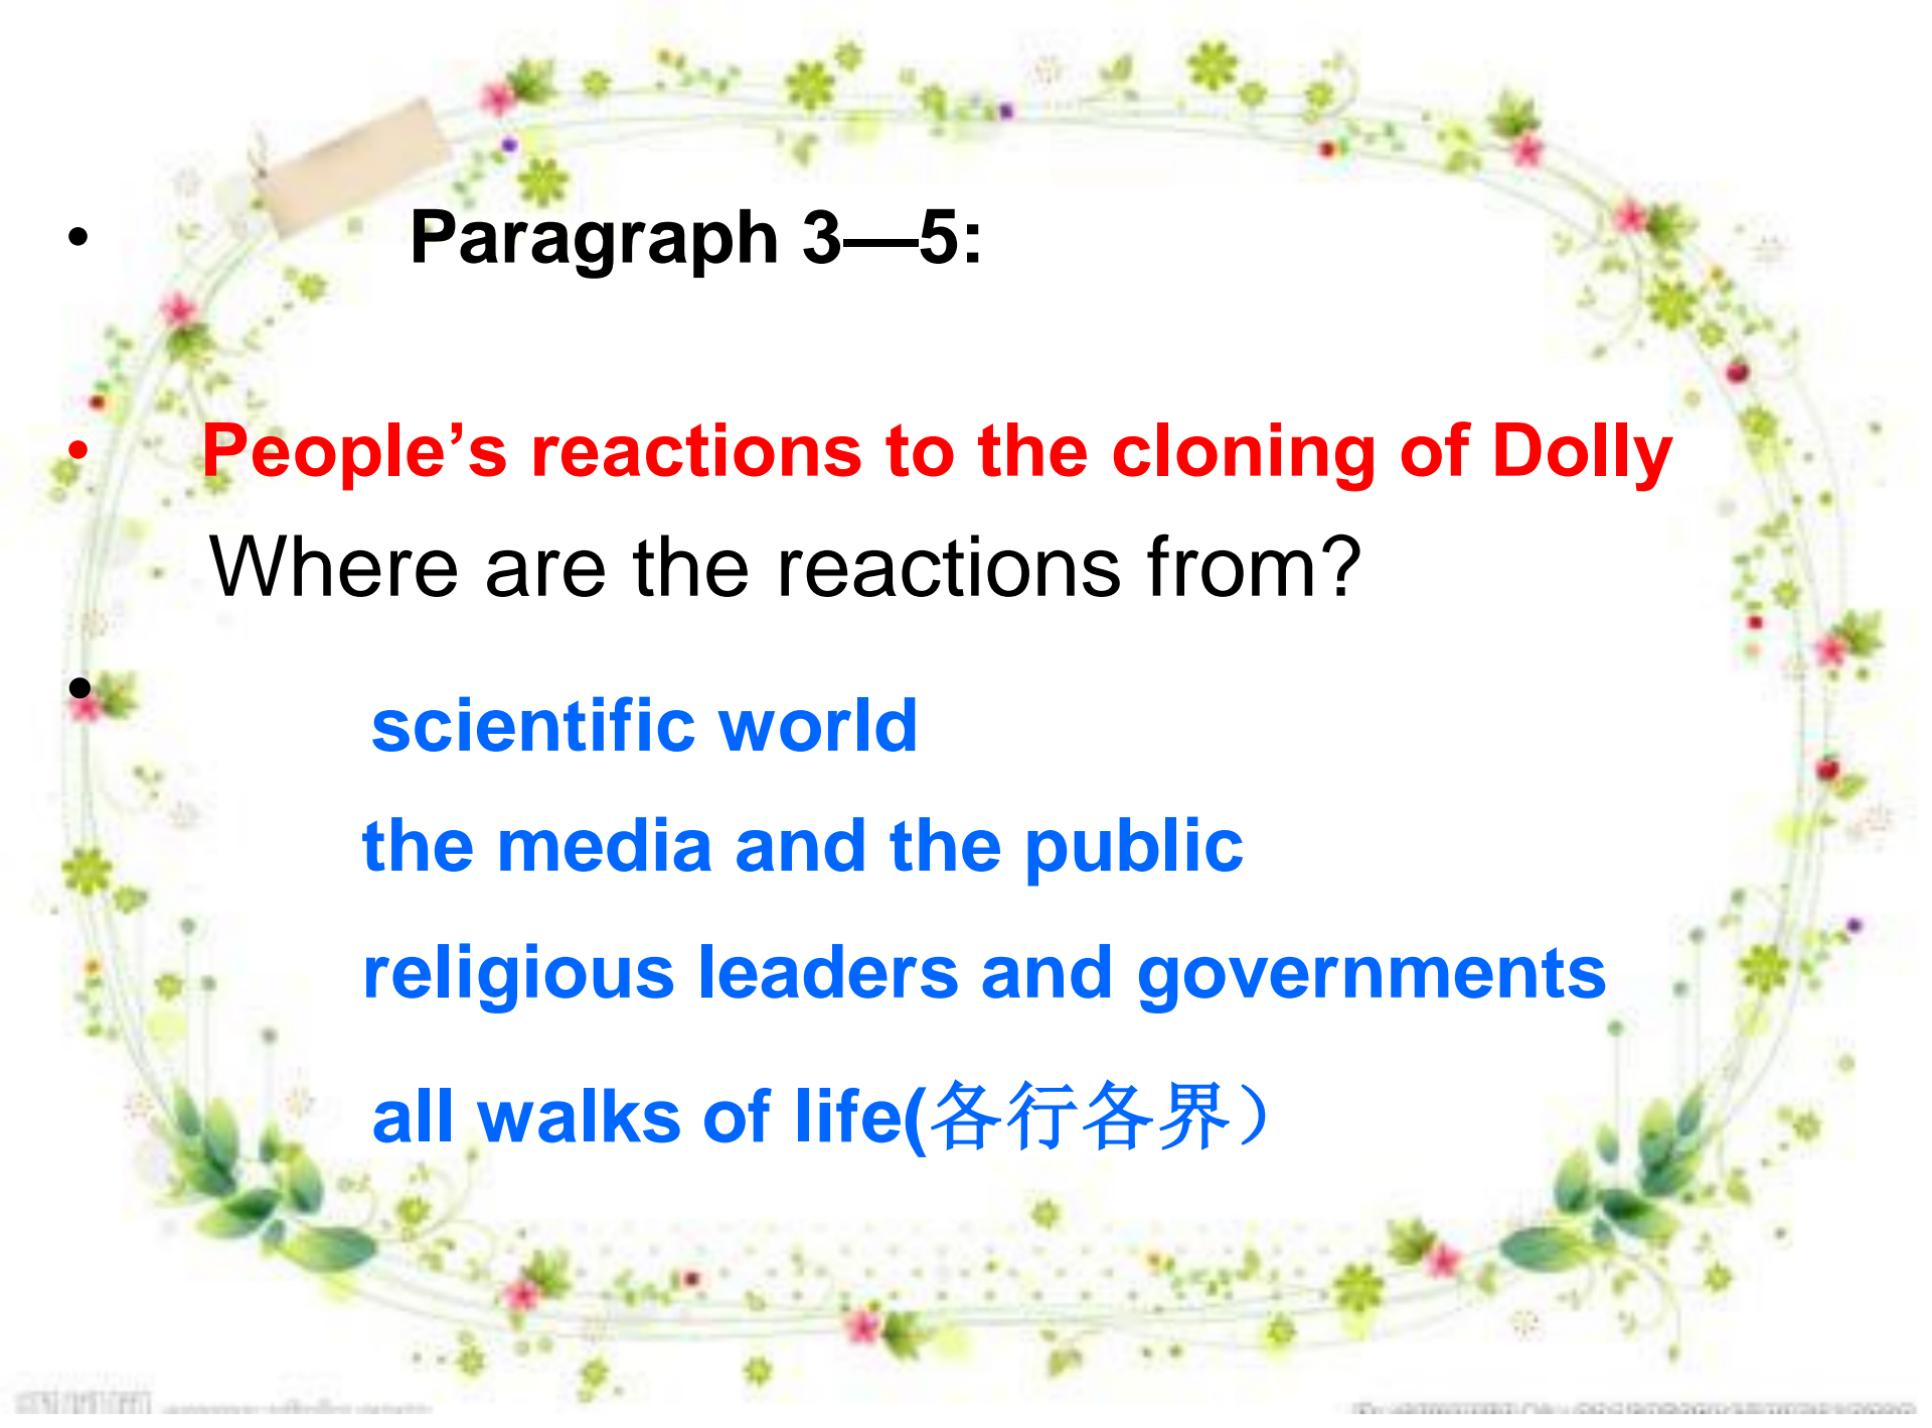 • Paragraph 3—5:
• People’s reactions to the cloning of Dolly
Where are the reactions from?
•
scientific world
the media and the public
religious leaders and governments
all walks of life(各行各界）